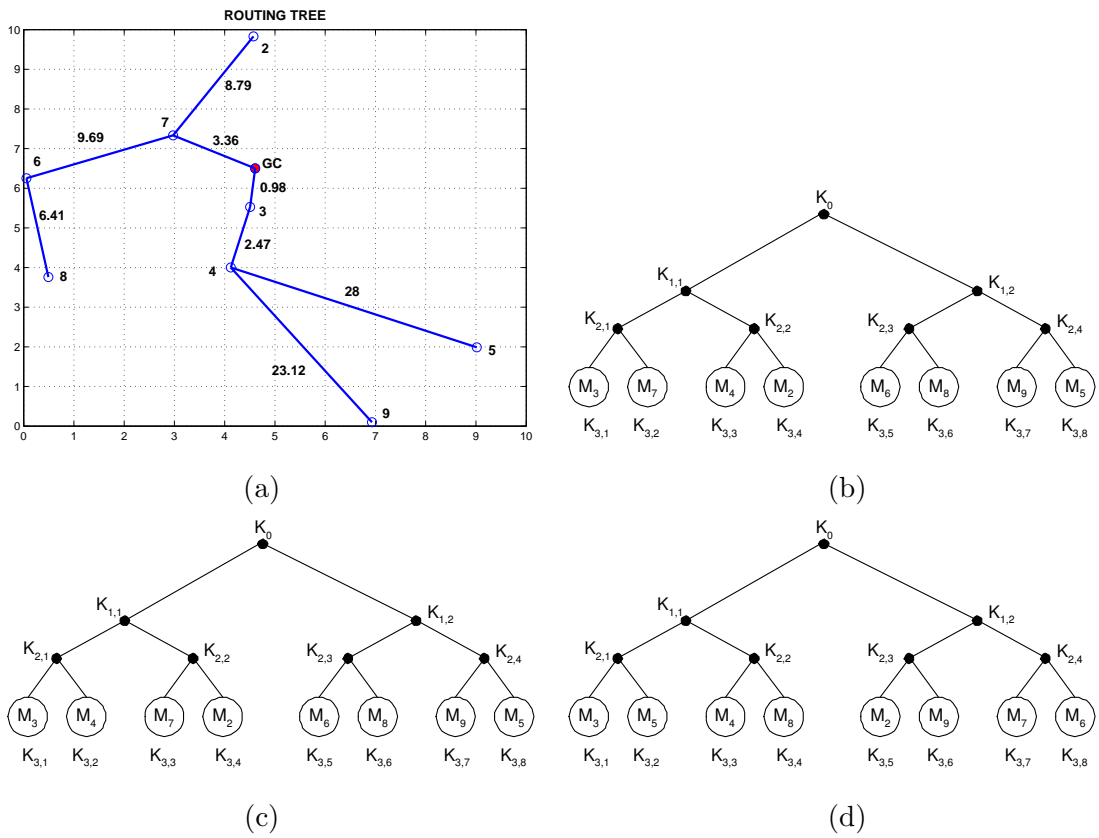 ROUTING TREE
10
9
8
7
6
5
4
3
2
1
0
0 1 2 3 4 5 6 7 8 9 10
2
8.79
7
9.69
3.36
6
GC
0.98
6.41
3
2.47
8
4
28
5
23.12
9
(a)
K0
K1,1 K1,2
K2,1 K2,2 K2,3 K2,4
M3 M7 M4 M2 M6 M8 M9 M5
K3,1 K3,2 K3,3 K3,4 K3,5 K3,6 K3,7 K3,8
(b)
K0
K1,1 K1,2
K2,1 K2,2 K2,3 K2,4
M3 M4 M7 M2 M6 M8 M9 M5
K3,1 K3,2 K3,3 K3,4 K3,5 K3,6 K3,7 K3,8
(c)
K0
K1,1 K1,2
K2,1 K2,2 K2,3 K2,4
M3 M5 M4 M8 M2 M9 M7 M6
K3,1 K3,2 K3,3 K3,4 K3,5 K3,6 K3,7 K3,8
(d)